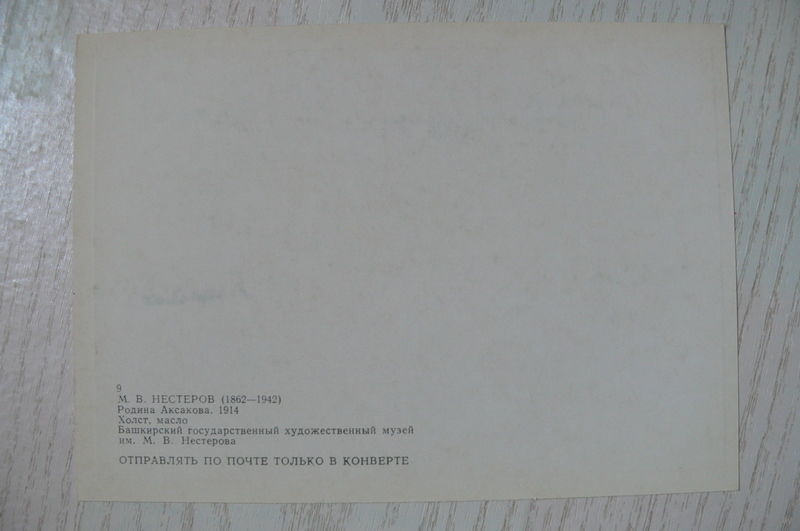 9
М. В. НЕСТЕРОВ (1862—1942)
Родина Аксакова. 1914
Холст, масло
Башкирский государственный художественный музей
им. М. В. Нестерова
ОТПРАВЛЯТЬ ПО ПОЧТЕ ТОЛЬКО В КОНВЕРТЕ